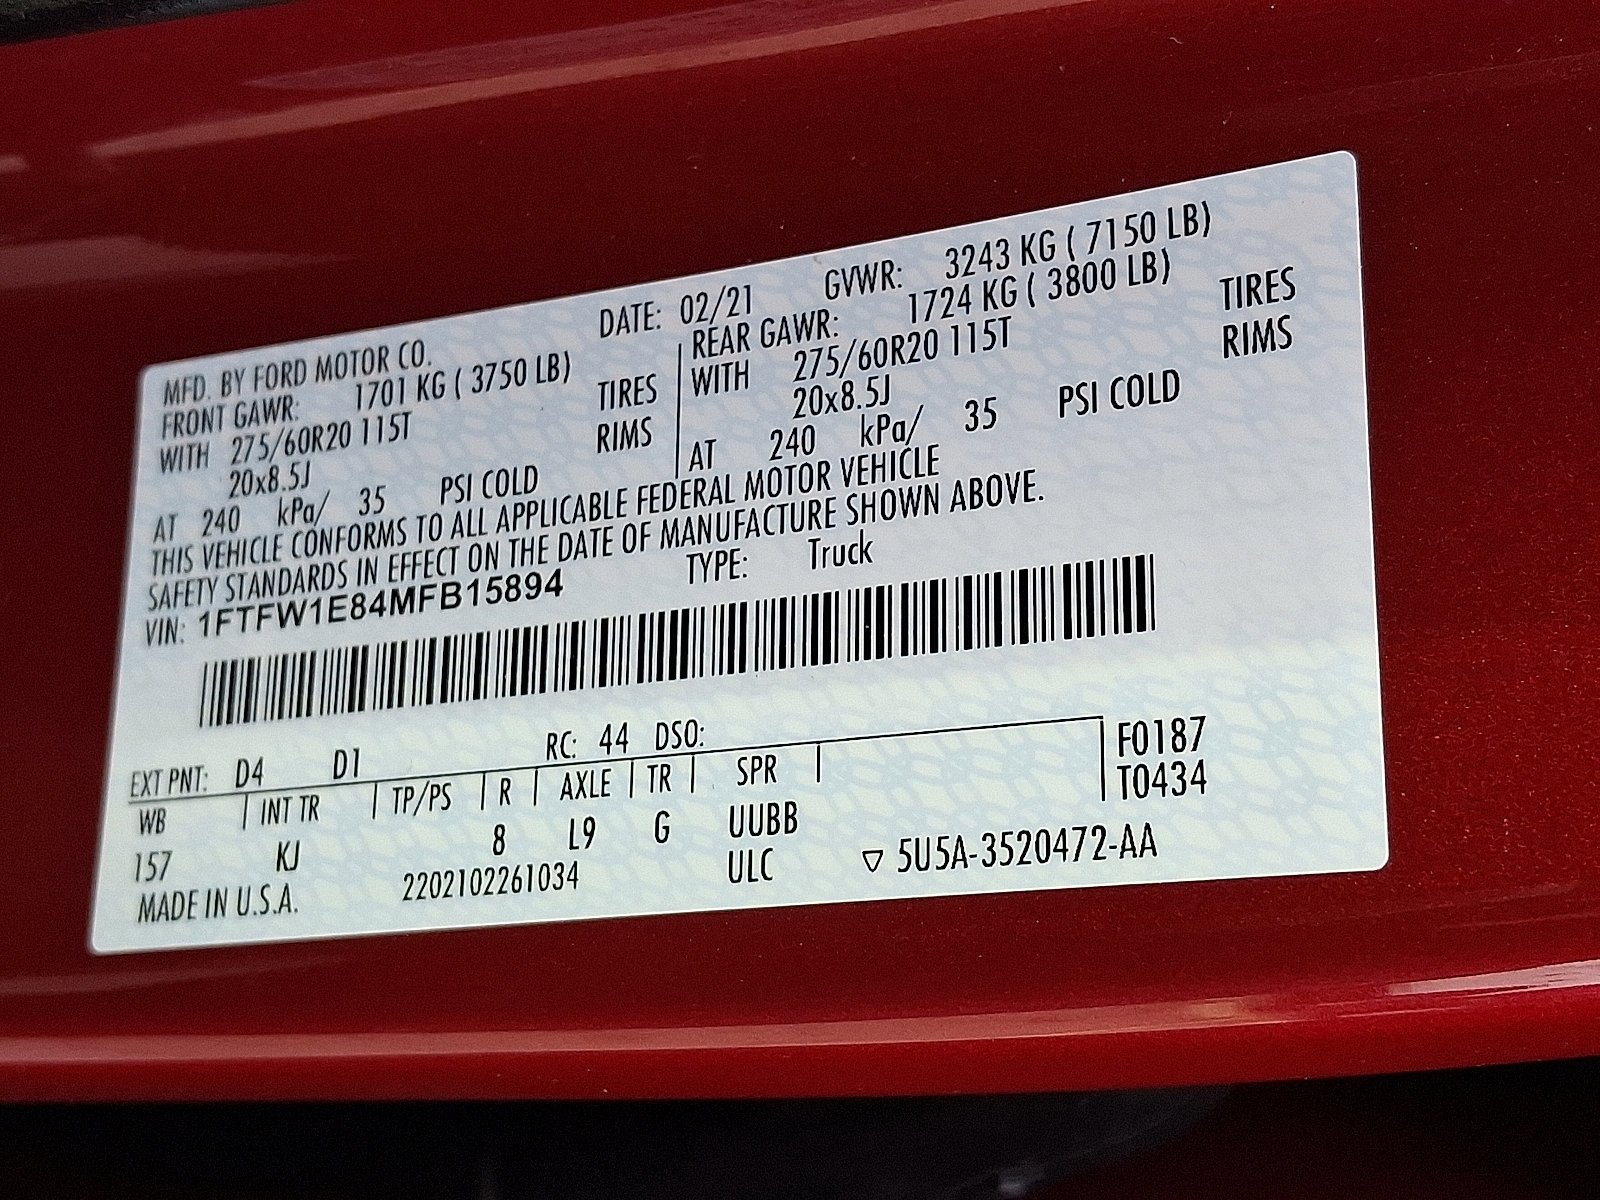 MFD. BY FORD MOTOR CO. DATE: 02/21 GVWR: 3243 KG ( 7150 LB)
FRONT GAWR: 1701 KG ( 3750 LB) REAR GAWR: 1724 KG ( 3800 LB)
WITH 275/60R20 115T TIRES WITH 275/60R20 115T TIRES
20x8.5J RIMS 20x8.5J RIMS
AT 240 kPa/ 35 PSI COLD AT 240 kPa/ 35 PSI COLD
THIS VEHICLE CONFORMS TO ALL APPLICABLE FEDERAL MOTOR VEHICLE
SAFETY STANDARDS IN EFFECT ON THE DATE OF MANUFACTURE SHOWN ABOVE.
VIN: 1FTFW1E84MFB15894 TYPE: Truck
EXT PNT: D4 D1 RC: 44 DSO: F0187
WB INT TR TP/PS R AXLE TR SPR T0434
157 KJ 8 L9 G UUBB
MADE IN U.S.A. 2202102261034 ULC ▽ 5U5A-3520472-AA